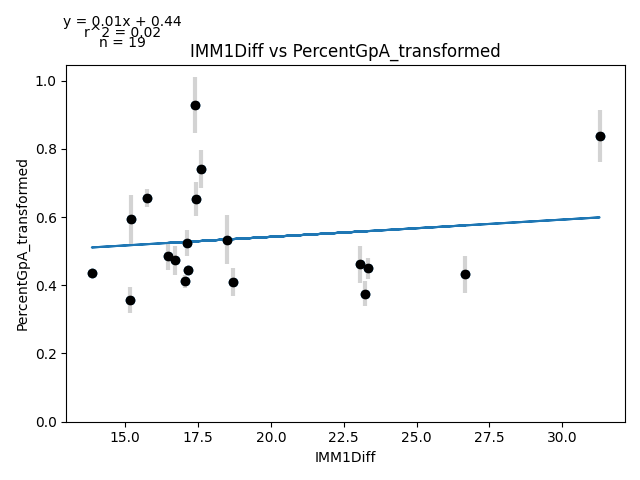 y = 0.01x + 0.44
r^2 = 0.02
n = 19
IMM1Diff vs PercentGpA_transformed
1.0
0.8
0.6
0.4
0.2
0.0
PercentGpA_transformed
15.0 17.5 20.0 22.5 25.0 27.5 30.0
IMM1Diff